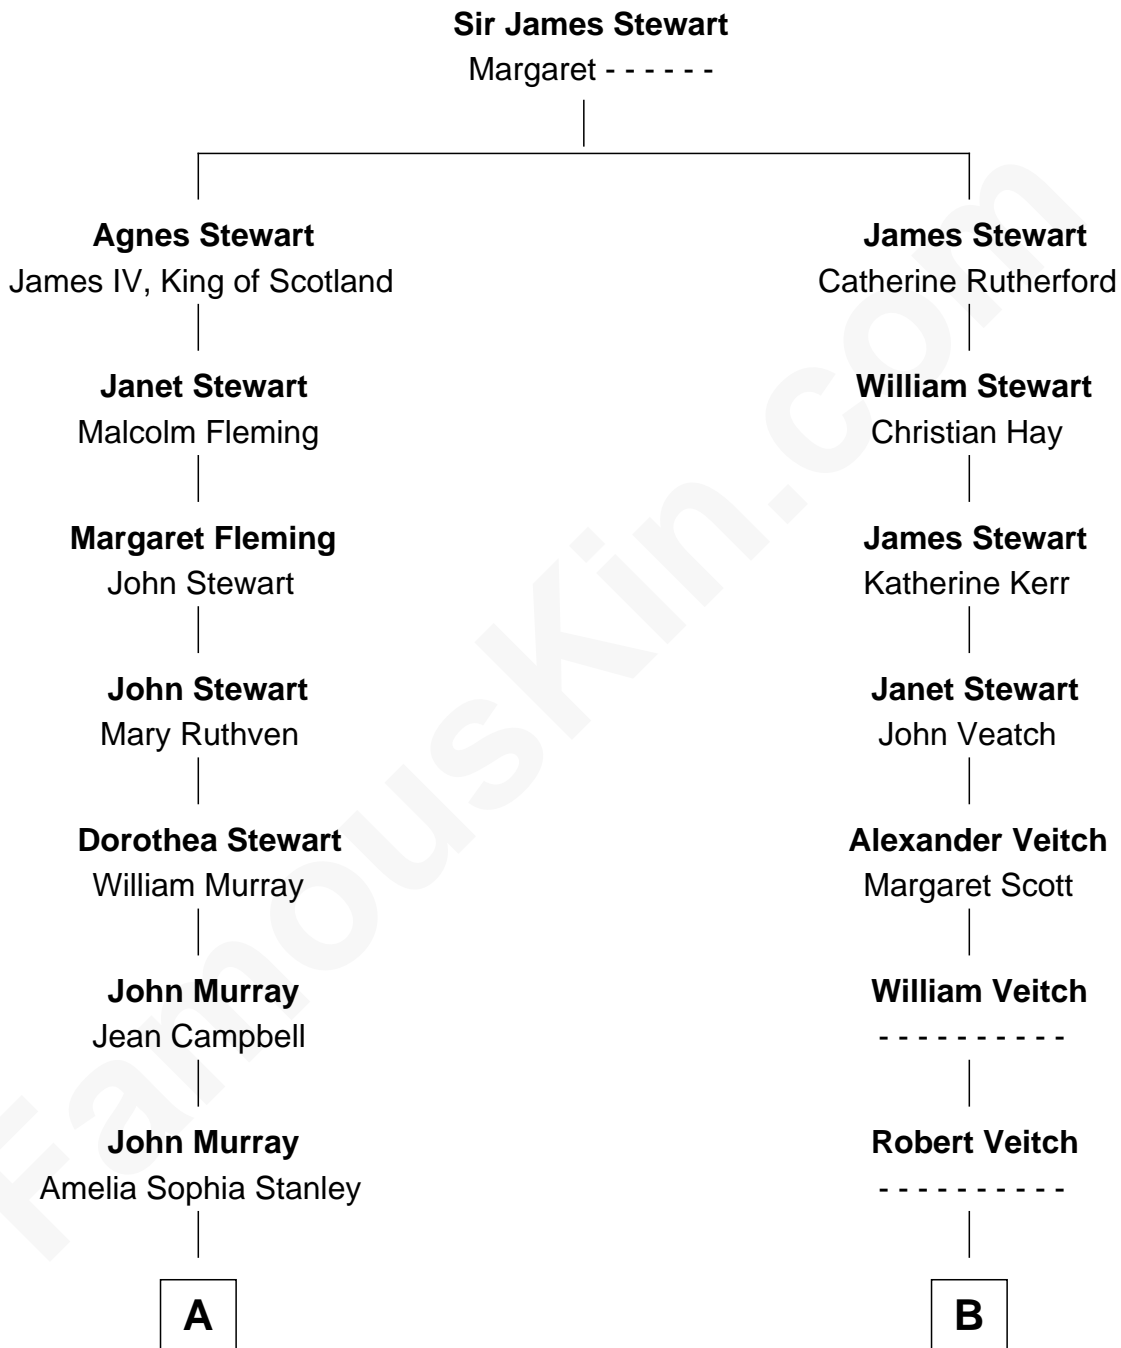 Sir James Stewart
Margaret - - - - - -
Agnes Stewart
James IV, King of Scotland
Janet Stewart
Malcolm Fleming
Margaret Fleming
John Stewart
John Stewart
Mary Ruthven
Dorothea Stewart
William Murray
John Murray
Jean Campbell
John Murray
Amelia Sophia Stanley
A
James Stewart
Catherine Rutherford
William Stewart
Christian Hay
James Stewart
Katherine Kerr
Janet Stewart
John Veatch
Alexander Veitch
Margaret Scott
William Veitch
- - - - - - - - - -
Robert Veitch
- - - - - - - - - -
B
FamousKin.com